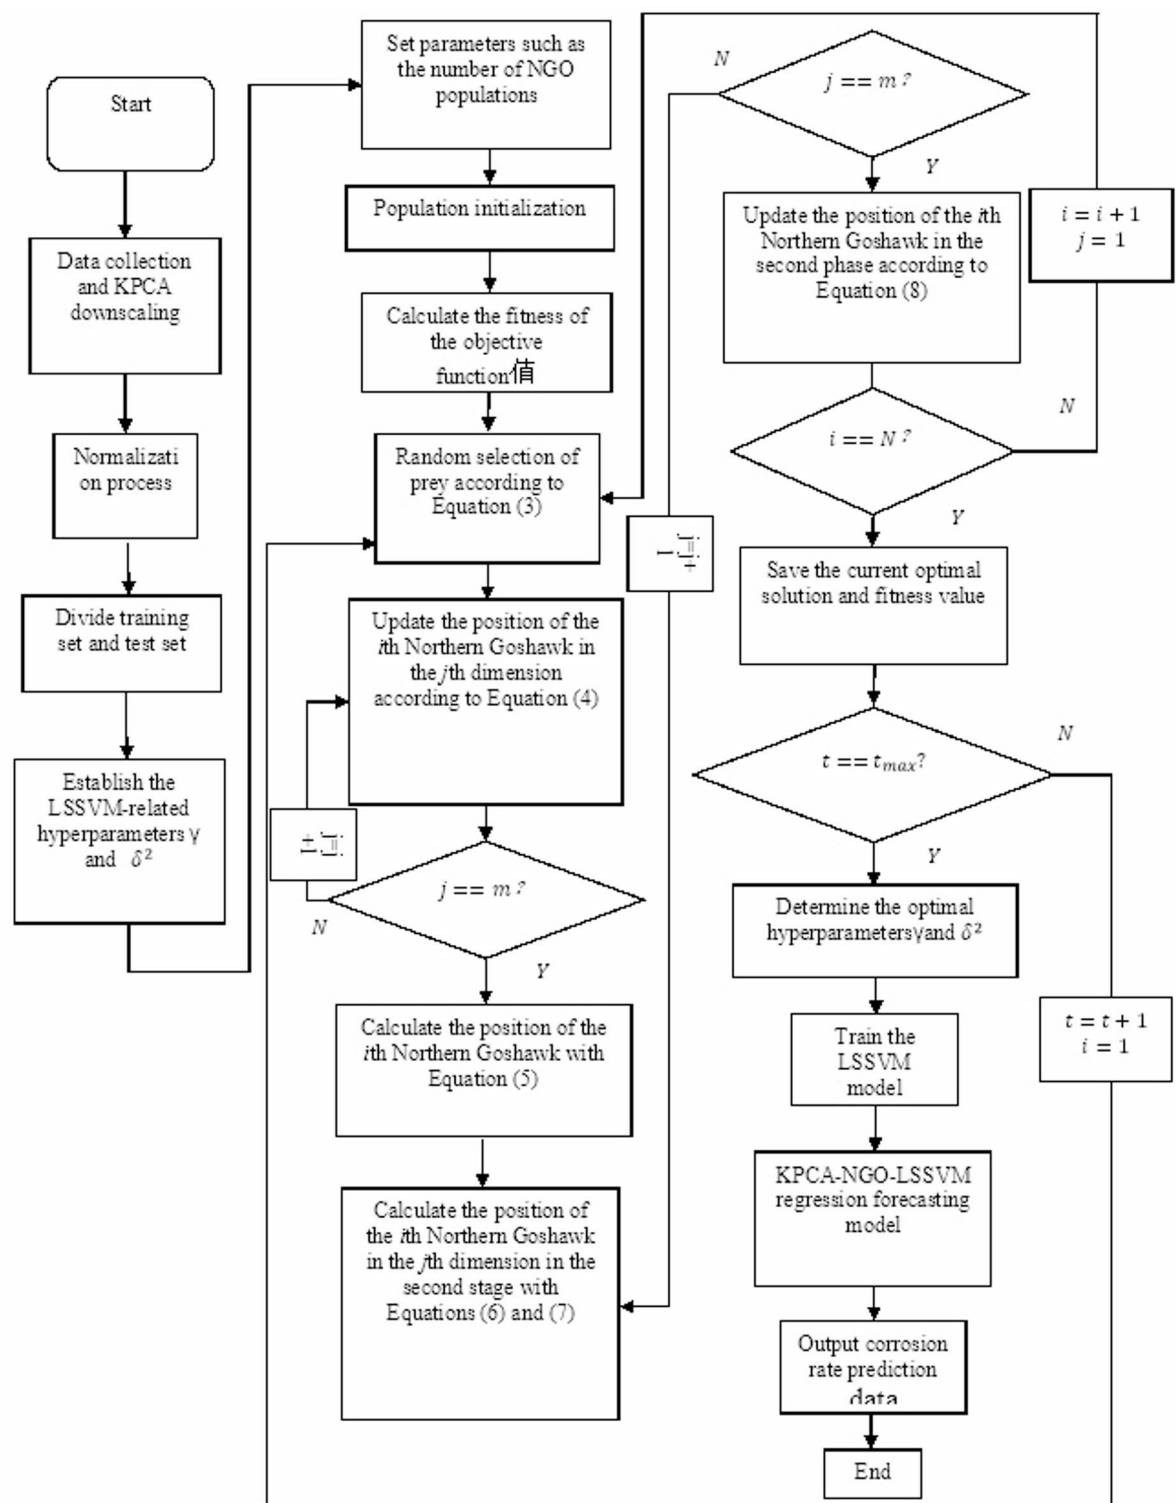 Start
Data collection
and KPCA
downscaling
Normalizati
on process
Divide training
set and test set
Establish the
LSSVM-related
hyperparameters γ
and δ²
Set parameters such as
the number of NGO
populations
Population initialization
Calculate the fitness of
the objective
function值
Random selection of
prey according to
Equation (3)
Update the position of the
ith Northern Goshawk in
the jth dimension
according to Equation (4)
j == m ?
N
Y
Calculate the position of the
ith Northern Goshawk with
Equation (5)
Calculate the position of
the ith Northern Goshawk
in the jth dimension in the
second stage with
Equations (6) and (7)
j=j+
1
N
j == m ?
Y
Update the position of the ith
Northern Goshawk in the
second phase according to
Equation (8)
i = i + 1
j = 1
i == N ?
N
Y
Save the current optimal
solution and fitness value
t == tmax?
N
Y
Determine the optimal
hyperparametersγand δ²
t = t + 1
i = 1
Train the
LSSVM
model
KPCA-NGO-LSSVM
regression forecasting
model
Output corrosion
rate prediction
data
End